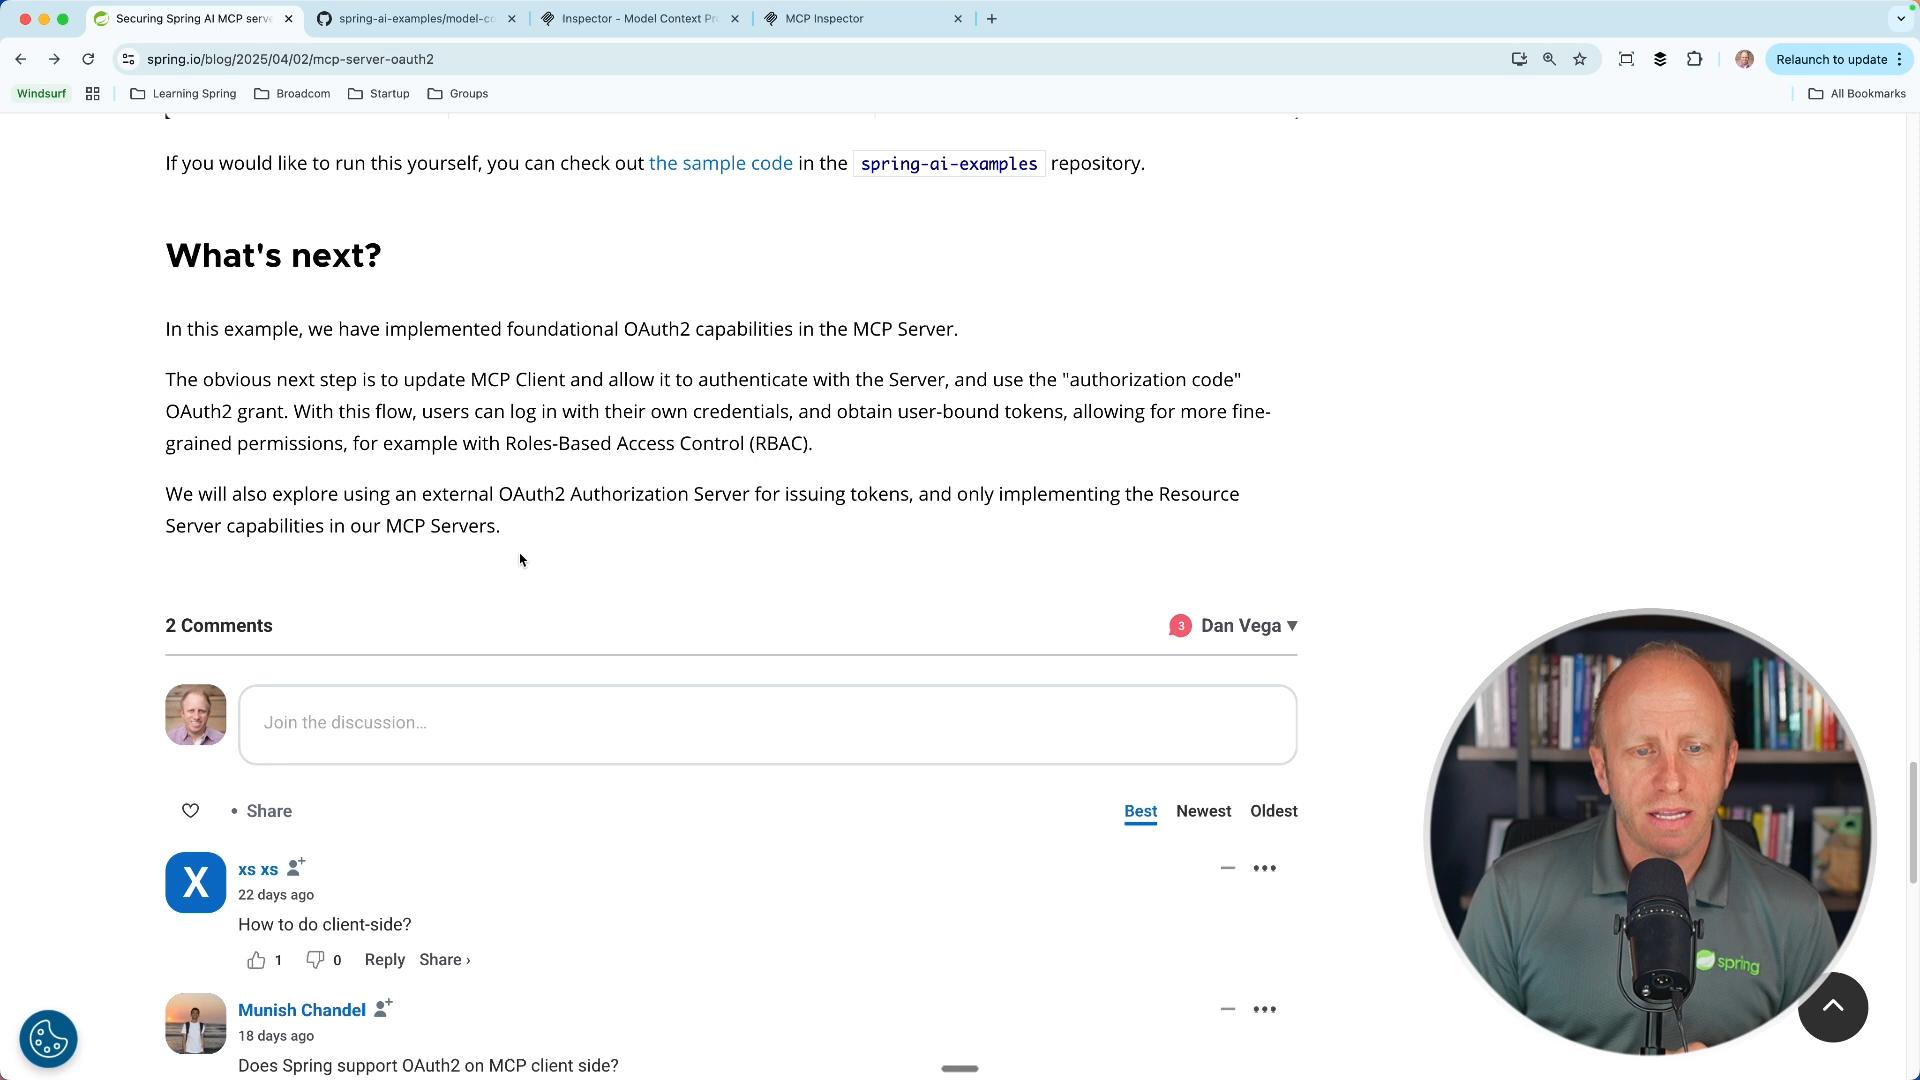 Securing Spring AI MCP serve
spring-ai-examples/model-co
Inspector - Model Context Pr
MCP Inspector
spring.io/blog/2025/04/02/mcp-server-oauth2
Relaunch to update
Windsurf
Learning Spring
Broadcom
Startup
Groups
All Bookmarks
If you would like to run this yourself, you can check out the sample code in the spring-ai-examples repository.
What's next?
In this example, we have implemented foundational OAuth2 capabilities in the MCP Server.
The obvious next step is to update MCP Client and allow it to authenticate with the Server, and use the "authorization code"
OAuth2 grant. With this flow, users can log in with their own credentials, and obtain user-bound tokens, allowing for more fine-
grained permissions, for example with Roles-Based Access Control (RBAC).
We will also explore using an external OAuth2 Authorization Server for issuing tokens, and only implementing the Resource
Server capabilities in our MCP Servers.
2 Comments
3 Dan Vega
Join the discussion...
• Share
Best Newest Oldest
X
xs xs
22 days ago
How to do client-side?
1 0 Reply Share ›
Munish Chandel
18 days ago
Does Spring support OAuth2 on MCP client side?
spring